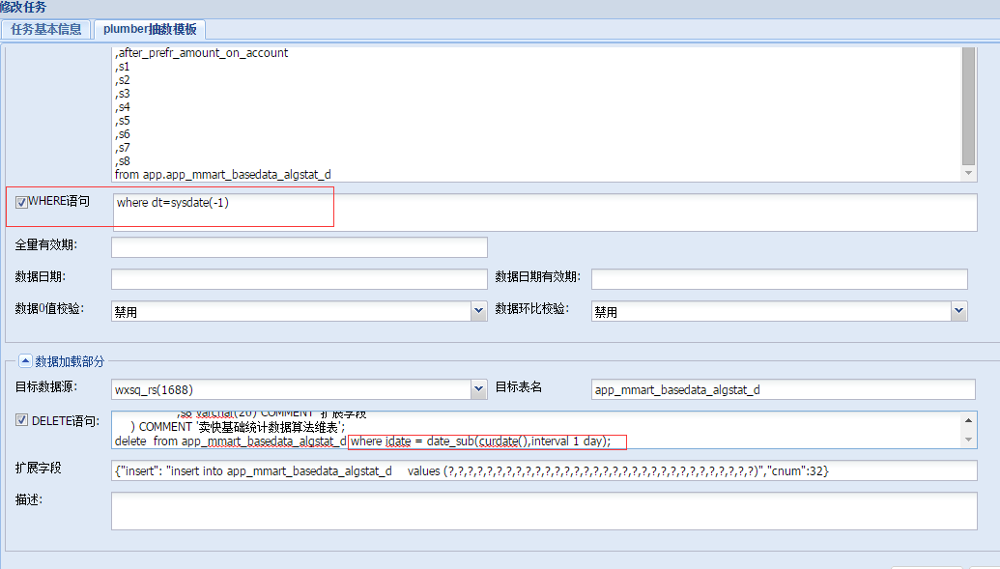 修改任务
任务基本信息 plumber抽数模板
,after_prefr_amount_on_account
,s1
,s2
,s3
,s4
,s5
,s6
,s7
,s8
from app.app_mmart_basedata_algstat_d
WHERE语句 where dt=sysdate(-1)
全量有效期:
数据日期: 数据日期有效期:
数据0值校验: 禁用 数据环比校验: 禁用
数据加载部分
目标数据源: wxsq_rs(1688) 目标表名 app_mmart_basedata_algstat_d
,s8 varchar(20) COMMENT '扩展字段'
DELETE语句: ) COMMENT '卖快基础统计数据算法维表';
delete from app_mmart_basedata_algstat_d where idate = date_sub(curdate(),interval 1 day);
扩展字段 {"insert": "insert into app_mmart_basedata_algstat_d values (?,?,?,?,?,?,?,?,?,?,?,?,?,?,?,?,?,?,?,?,?,?,?,?,?,?,?,?,?,?,?,?)","cnum":32}
描述: